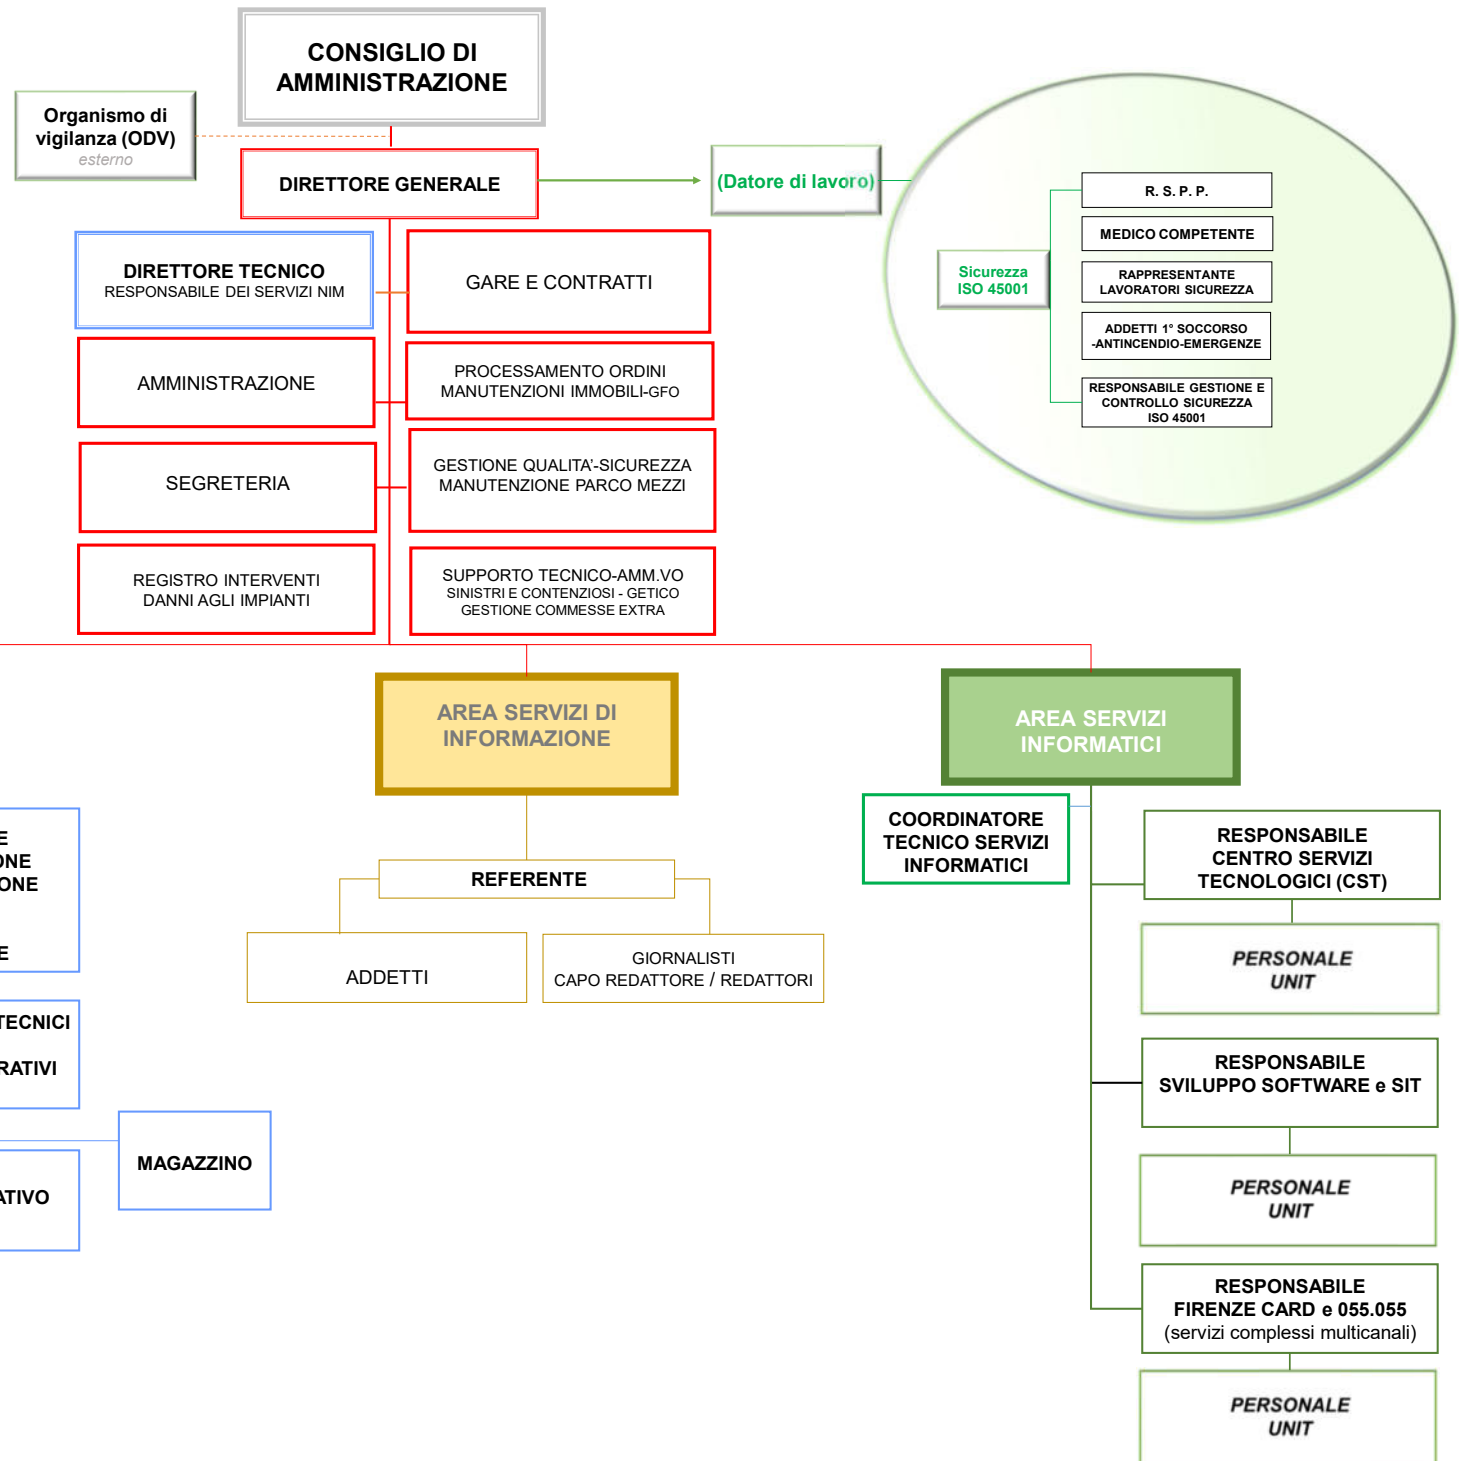 CONSIGLIO DI
AMMINISTRAZIONE
Organismo di
vigilanza (ODV)
esterno
DIRETTORE GENERALE
(Datore di lavoro)
R. S. P. P.
MEDICO COMPETENTE
Sicurezza
ISO 45001
RAPPRESENTANTE
LAVORATORI SICUREZZA
ADDETTI 1° SOCCORSO
-ANTINCENDIO-EMERGENZE
RESPONSABILE GESTIONE E
CONTROLLO SICUREZZA
ISO 45001
DIRETTORE TECNICO
RESPONSABILE DEI SERVIZI NIM
GARE E CONTRATTI
AMMINISTRAZIONE
PROCESSAMENTO ORDINI
MANUTENZIONI IMMOBILI-GFO
SEGRETERIA
GESTIONE QUALITA'-SICUREZZA
MANUTENZIONE PARCO MEZZI
REGISTRO INTERVENTI
DANNI AGLI IMPIANTI
SUPPORTO TECNICO-AMM.VO
SINISTRI E CONTENZIOSI - GETICO
GESTIONE COMMESSE EXTRA
AREA SERVIZI DI
INFORMAZIONE
AREA SERVIZI
INFORMATICI
E
ONE
IONE
E
TECNICI
RATIVI
ATIVO
MAGAZZINO
REFERENTE
ADDETTI
GIORNALISTI
CAPO REDATTORE / REDATTORI
COORDINATORE
TECNICO SERVIZI
INFORMATICI
RESPONSABILE
CENTRO SERVIZI
TECNOLOGICI (CST)
PERSONALE
UNIT
RESPONSABILE
SVILUPPO SOFTWARE e SIT
PERSONALE
UNIT
RESPONSABILE
FIRENZE CARD e 055.055
(servizi complessi multicanali)
PERSONALE
UNIT